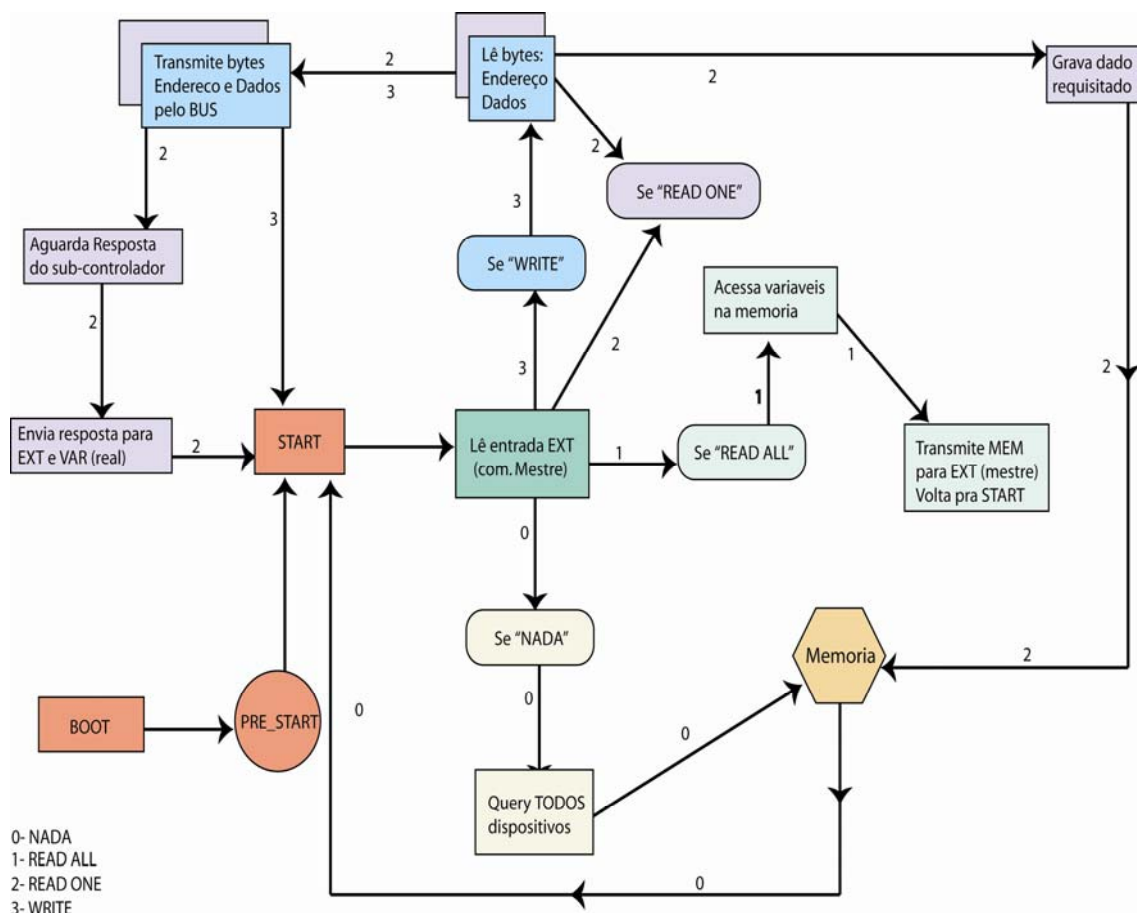 Transmite bytes
Endereco e Dados
pelo BUS
2
3
Lê bytes:
Endereço
Dados
2
Grava dado
requisitado
2
3
2
Se “READ ONE”
3
Aguarda Resposta
do sub-controlador
Se “WRITE”
Acessa variaveis
na memoria
2
3
2
1
1
2
Envia resposta para
EXT e VAR (real)
2
START
Lê entrada EXT
(com. Mestre)
1
Se “READ ALL”
Transmite MEM
para EXT (mestre)
Volta pra START
0
Se “NADA”
Memoria
2
BOOT
PRE_START
0
0
0
Query TODOS
dispositivos
0
0- NADA
1- READ ALL
2- READ ONE
3- WRITE